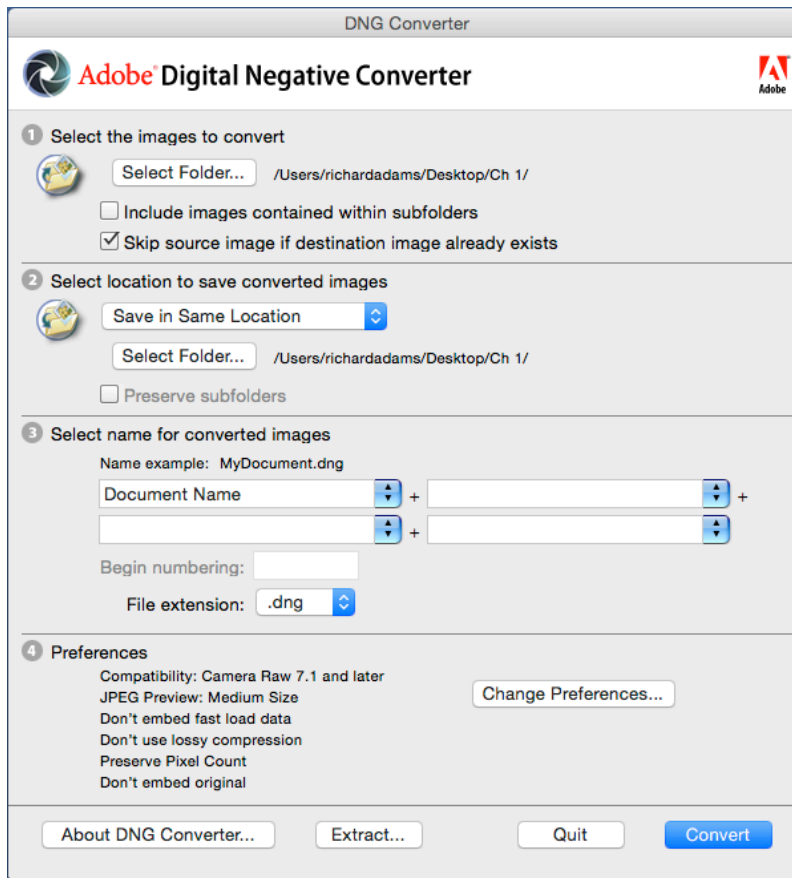 DNG Converter
Adobe® Digital Negative Converter
Adobe
1 Select the images to convert
Select Folder... /Users/richardadams/Desktop/Ch 1/
Include images contained within subfolders
Skip source image if destination image already exists
2 Select location to save converted images
Save in Same Location
Select Folder... /Users/richardadams/Desktop/Ch 1/
Preserve subfolders
3 Select name for converted images
Name example: MyDocument.dng
Document Name + +
+
Begin numbering:
File extension: .dng
4 Preferences
Compatibility: Camera Raw 7.1 and later
JPEG Preview: Medium Size
Change Preferences...
Don't embed fast load data
Don't use lossy compression
Preserve Pixel Count
Don't embed original
About DNG Converter... Extract... Quit Convert